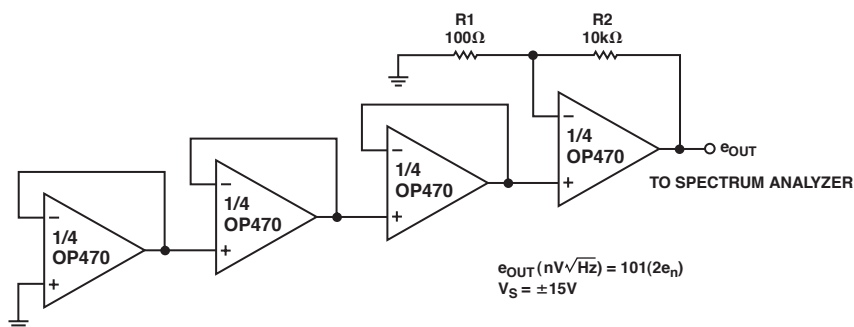 R1
100Ω
R2
10kΩ
−
1/4
OP470
+
−
1/4
OP470
+
−
1/4
OP470
+
−
1/4
OP470
+
eOUT
TO SPECTRUM ANALYZER
eOUT (nV√Hz) = 101(2en)
VS = ±15V